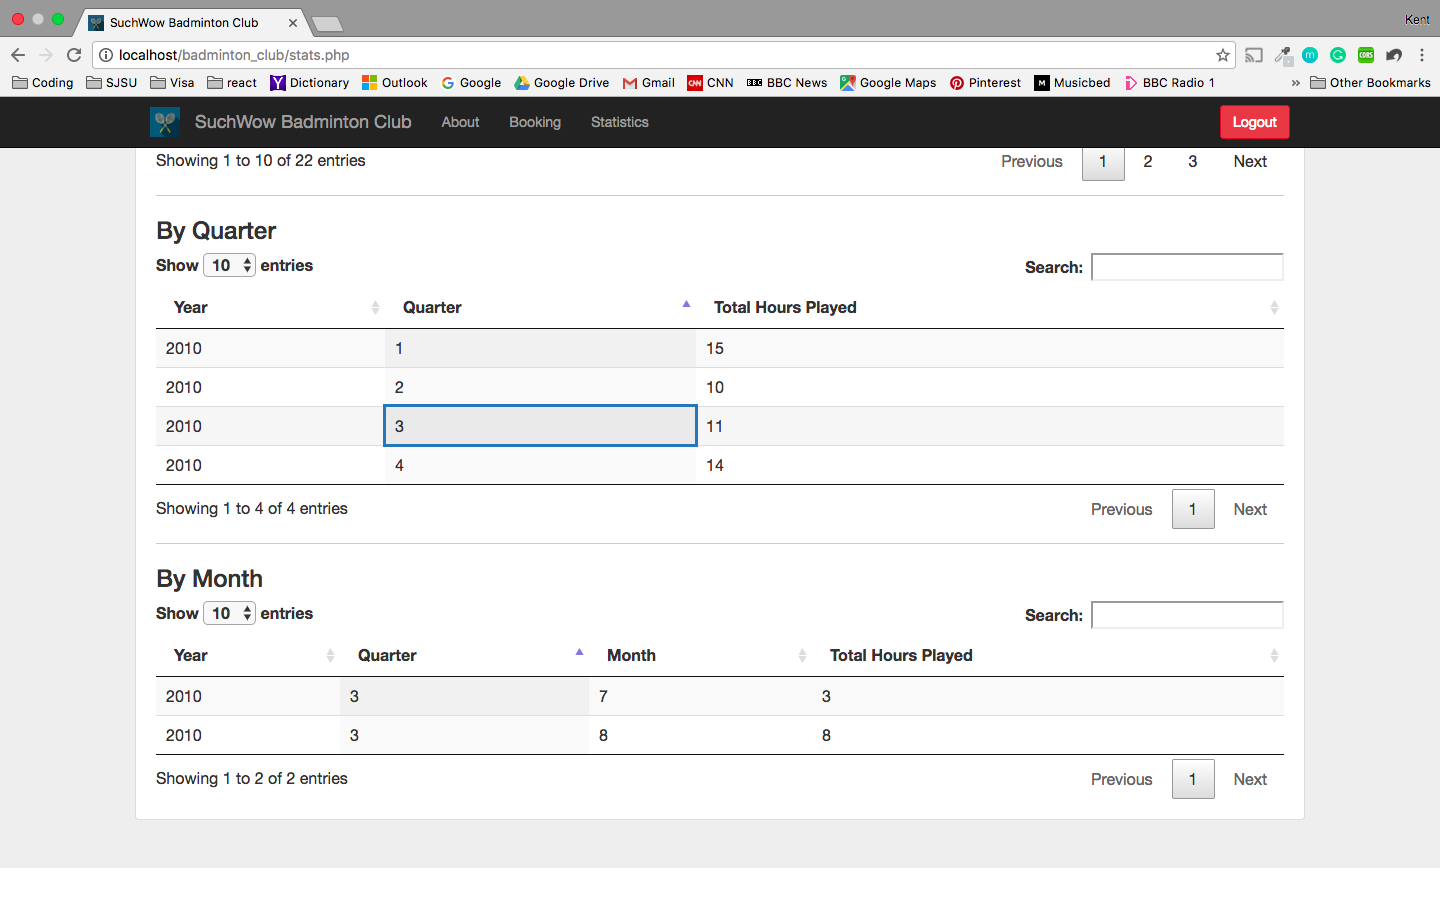 SuchWow Badminton Club
Kent
localhost/badminton_club/stats.php
Coding SJSU Visa react Dictionary Outlook Google Google Drive Gmail CNN BBC News Google Maps Pinterest Musicbed BBC Radio 1 » Other Bookmarks
SuchWow Badminton Club About Booking Statistics Logout
Showing 1 to 10 of 22 entries Previous 1 2 3 Next
By Quarter
Show 10 entries Search:
Year Quarter Total Hours Played
2010 1 15
2010 2 10
2010 3 11
2010 4 14
Showing 1 to 4 of 4 entries Previous 1 Next
By Month
Show 10 entries Search:
Year Quarter Month Total Hours Played
2010 3 7 3
2010 3 8 8
Showing 1 to 2 of 2 entries Previous 1 Next